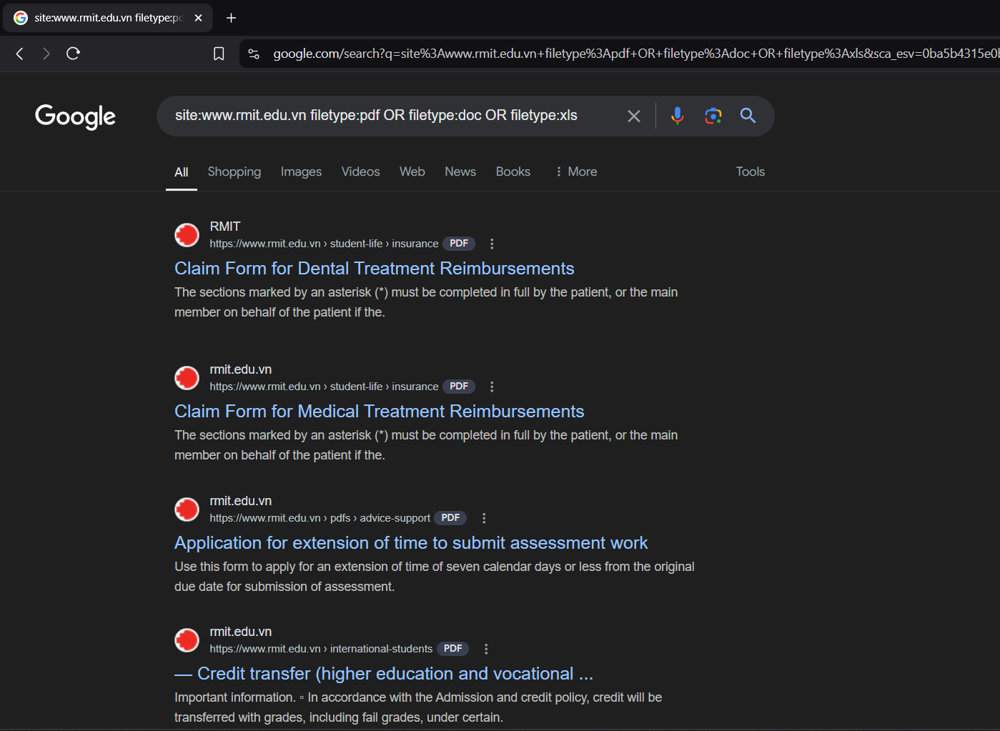 site:www.rmit.edu.vn filetype:pd
google.com/search?q=site%3Awww.rmit.edu.vn+filetype%3Apdf+OR+filetype%3Adoc+OR+filetype%3Axls&sca_esv=0ba5b4315e0
Google
site:www.rmit.edu.vn filetype:pdf OR filetype:doc OR filetype:xls
All Shopping Images Videos Web News Books More Tools
RMIT
https://www.rmit.edu.vn › student-life › insurance PDF
Claim Form for Dental Treatment Reimbursements
The sections marked by an asterisk (*) must be completed in full by the patient, or the main
member on behalf of the patient if the.
rmit.edu.vn
https://www.rmit.edu.vn › student-life › insurance PDF
Claim Form for Medical Treatment Reimbursements
The sections marked by an asterisk (*) must be completed in full by the patient, or the main
member on behalf of the patient if the.
rmit.edu.vn
https://www.rmit.edu.vn › pdfs › advice-support PDF
Application for extension of time to submit assessment work
Use this form to apply for an extension of time of seven calendar days or less from the original
due date for submission of assessment.
rmit.edu.vn
https://www.rmit.edu.vn › international-students PDF
— Credit transfer (higher education and vocational ...
Important information. ▫ In accordance with the Admission and credit policy, credit will be
transferred with grades, including fail grades, under certain.